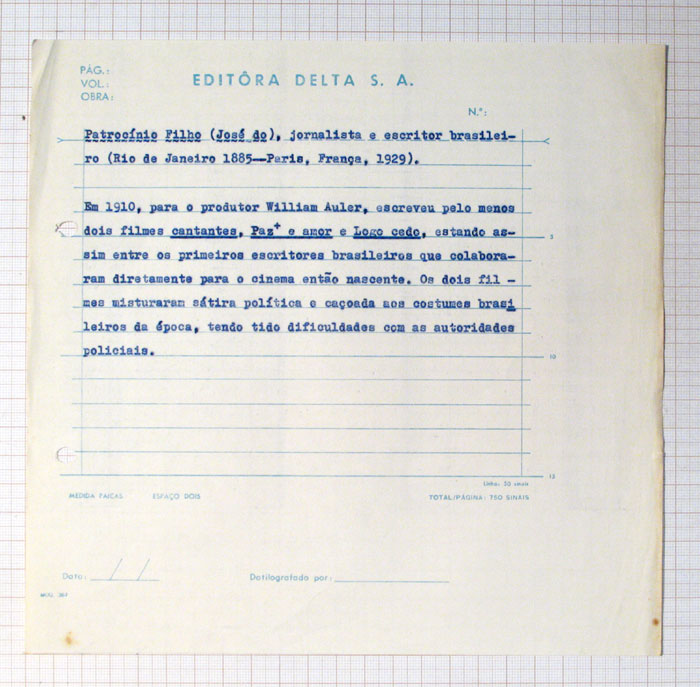 PÁG.:
VOL.:
OBRA:
EDITÔRA DELTA S. A.
N.º:
Patrocínio Filho (José do), jornalista e escritor brasilei-
ro (Rio de Janeiro 1885—Paris, França, 1929).
Em 1910, para o produtor William Auler, escreveu pelo menos
dois filmes cantantes, Paz+ e amor e Logo cedo, estando as-
sim entre os primeiros escritores brasileiros que colabora-
ram diretamente para o cinema então nascente. Os dois fil -
mes misturaram sátira política e caçoada aos costumes brasi
leiros da época, tendo tido dificuldades com as autoridades
policiais.
5
10
15
Linha: 50 sinais
MEDIDA PAICAS ESPAÇO DOIS TOTAL/PÁGINA: 750 SINAIS
Data: / / Datilografado por:
MOD.